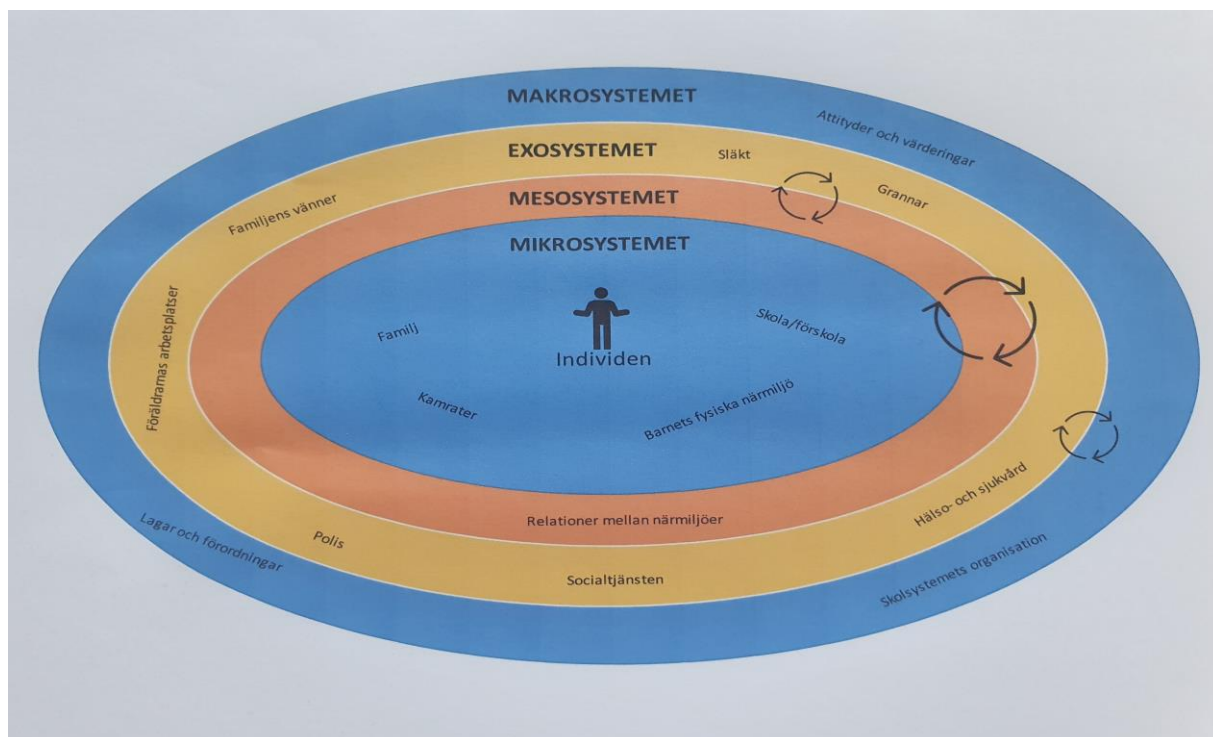 MAKROSYSTEMET
Attityder och värderingar
EXOSYSTEMET
Släkt
Grannar
Familjens vänner
MESOSYSTEMET
MIKROSYSTEMET
Familj
Skola/förskola
Individen
Föräldrarnas arbetsplatser
Kamrater
Barnets fysiska närmiljö
Hälso- och sjukvård
Relationer mellan närmiljöer
Lagar och förordningar
Polis
Socialtjänsten
Skolsystemets organisation